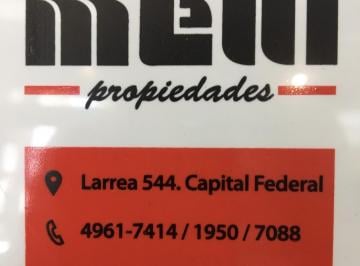 propiedades
Larrea 544. Capital Federal
4961-7414 / 1950 / 7088